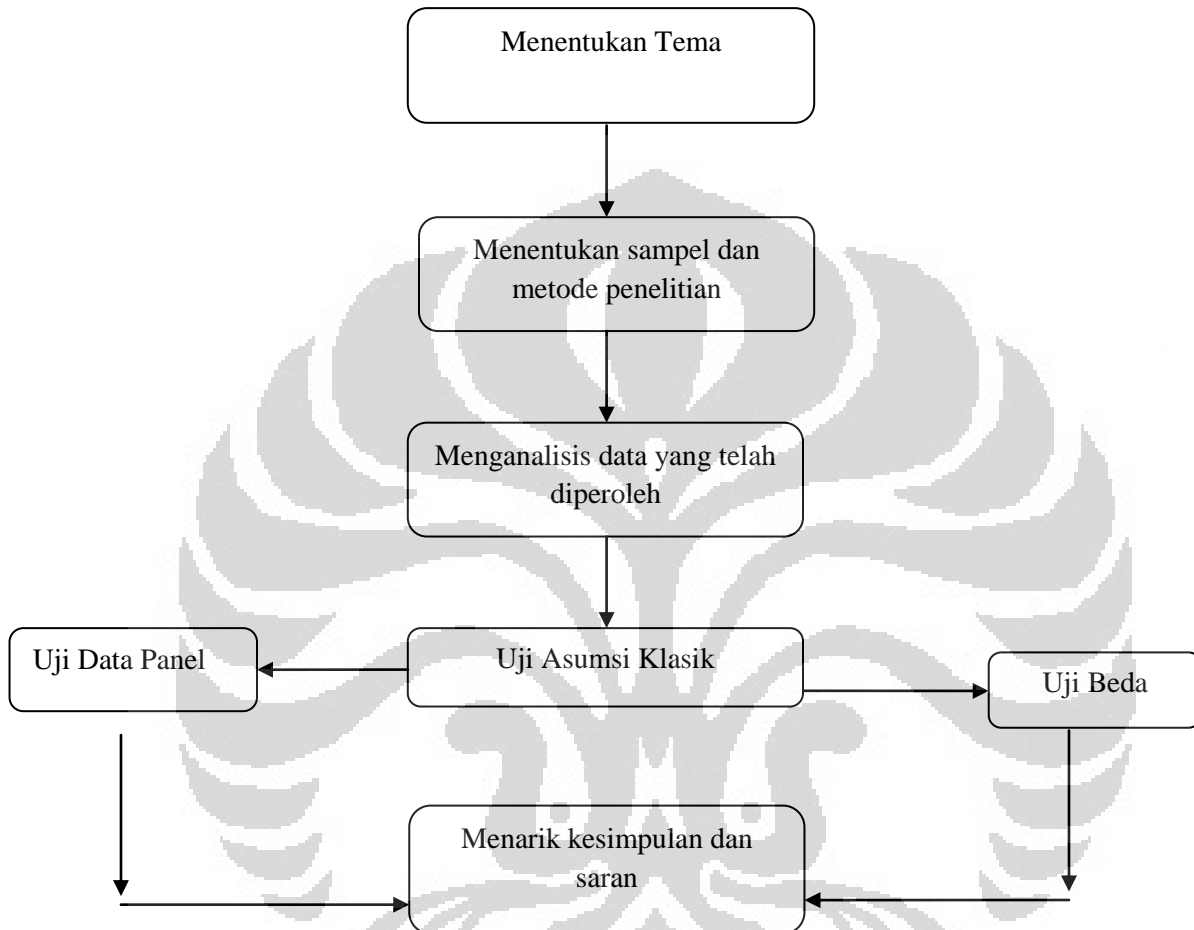 Menentukan Tema
Menentukan sampel dan
metode penelitian
Menganalisis data yang telah
diperoleh
Uji Data Panel
Uji Asumsi Klasik
Uji Beda
Menarik kesimpulan dan
saran